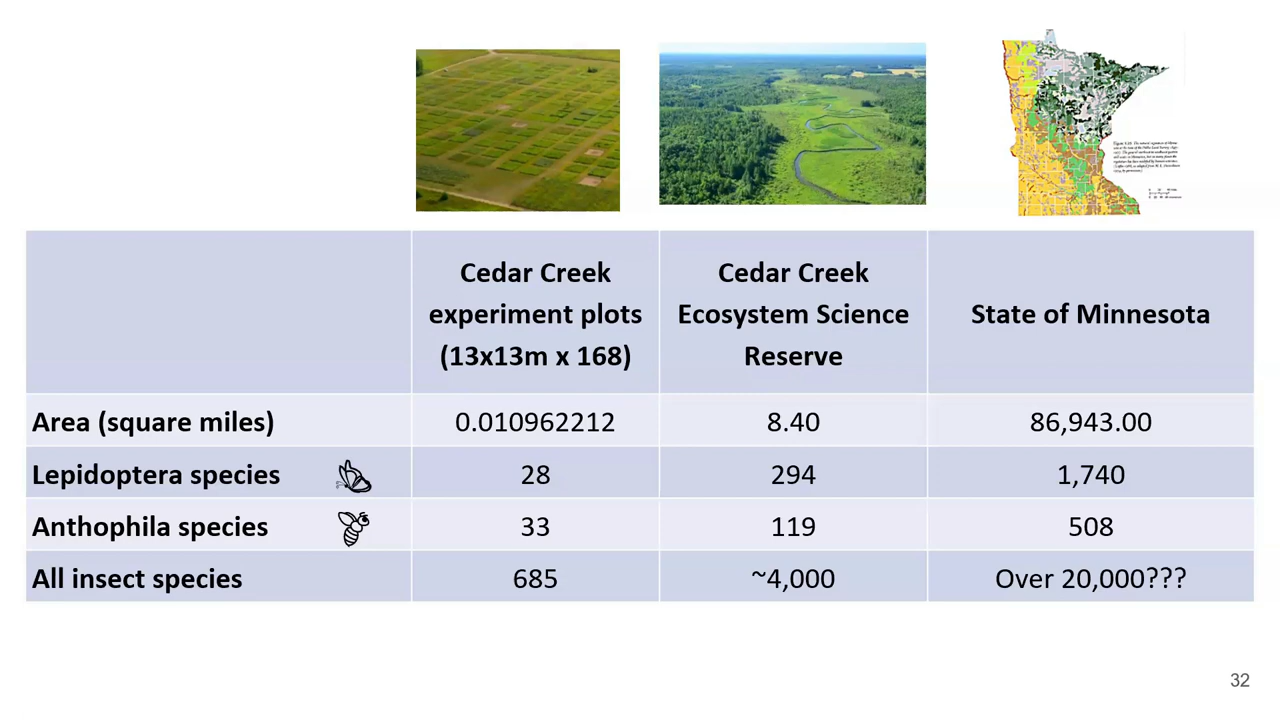 Cedar Creek
experiment plots
(13x13m x 168)
Cedar Creek
Ecosystem Science
Reserve
State of Minnesota
Area (square miles) 0.010962212 8.40 86,943.00
Lepidoptera species 28 294 1,740
Anthophila species 33 119 508
All insect species 685 ~4,000 Over 20,000???
32